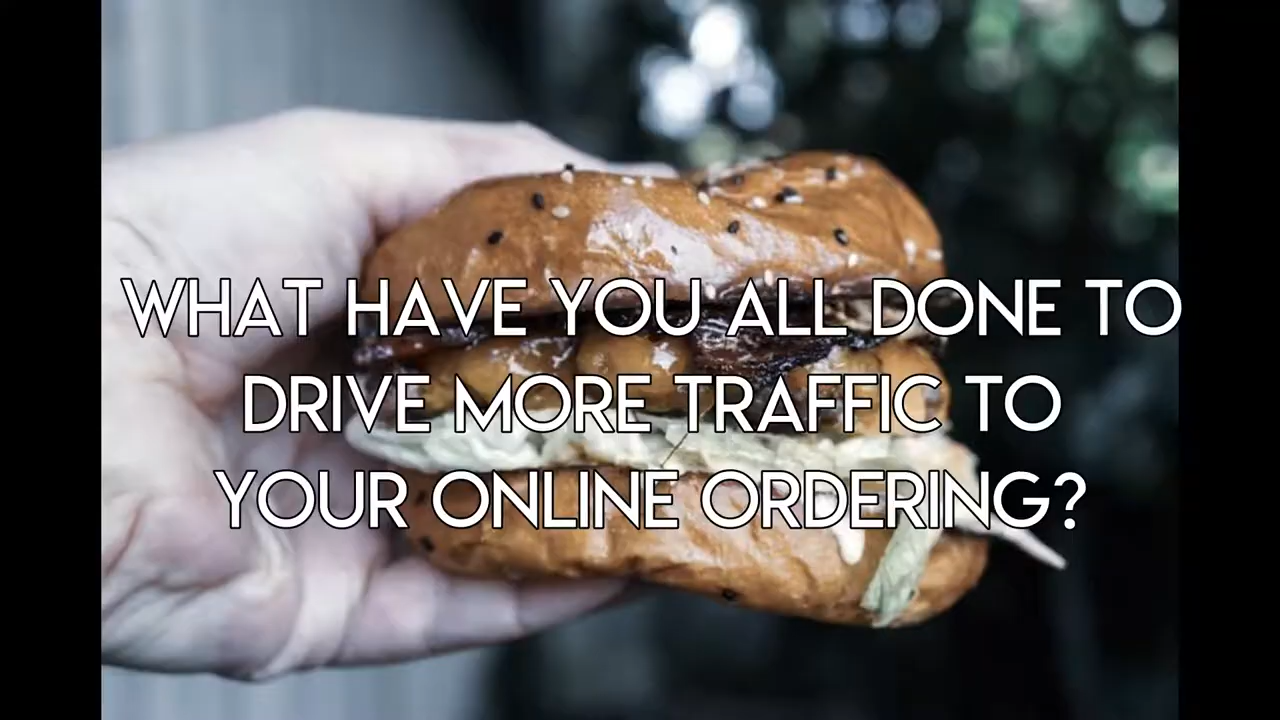 WHAT HAVE YOU ALL DONE TO
DRIVE MORE TRAFFIC TO
YOUR ONLINE ORDERING?